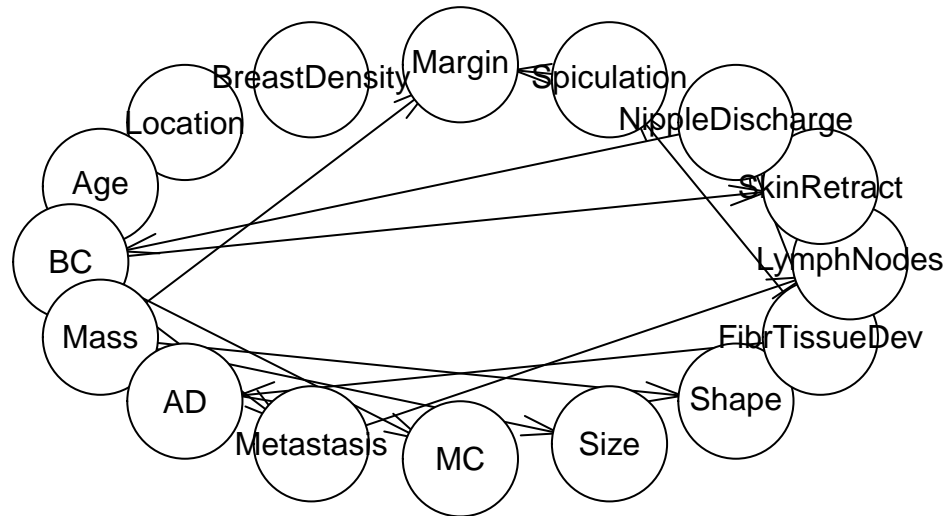 Margin
BreastDensity
Spiculation
Location
NippleDischarge
Age
SkinRetract
BC
LymphNodes
Mass
FibrTissueDev
AD
Shape
Metastasis
MC
Size